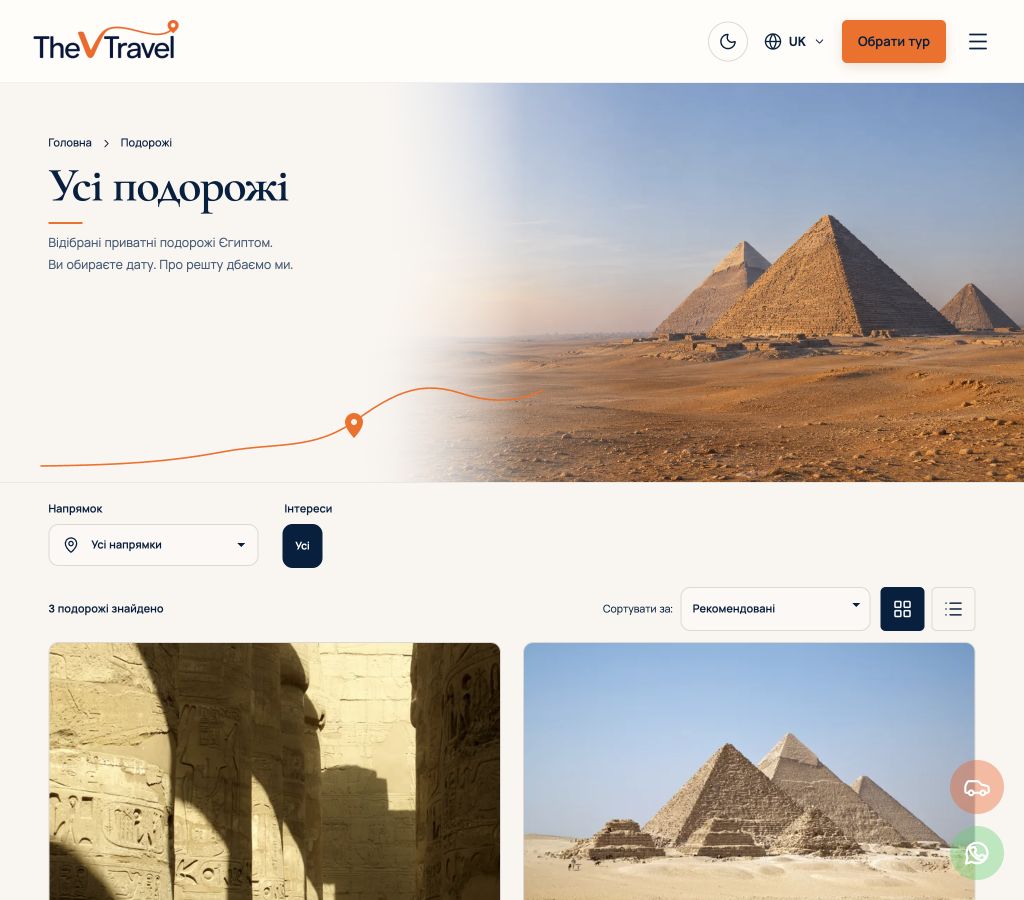 TheVTravel
UK
Обрати тур
Головна
Подорожі
Усі подорожі
Відібрані приватні подорожі Єгиптом.
Ви обираєте дату. Про решту дбаємо ми.
Напрямок
Інтереси
Усі напрямки
Усі
3 подорожі знайдено
Сортувати за:
Рекомендовані